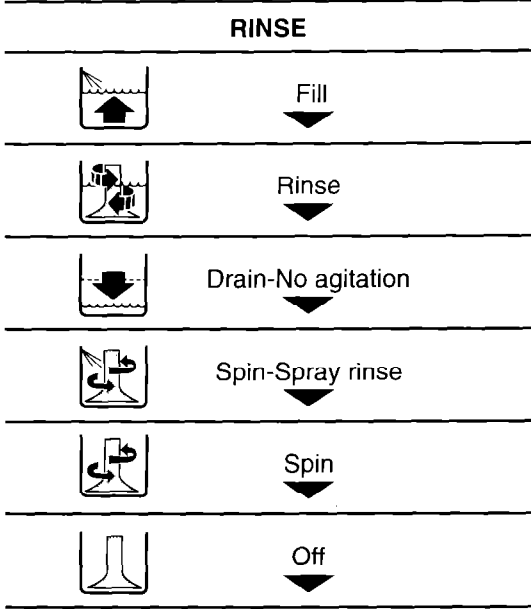 RINSE
Fill
Rinse
Drain-No agitation
Spin-Spray rinse
Spin
Off